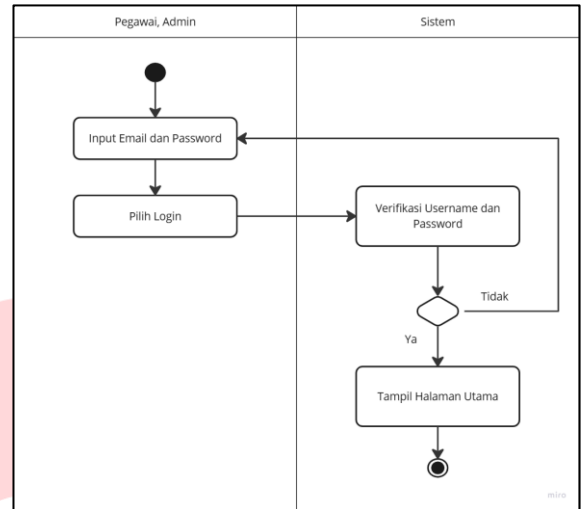 Pegawai, Admin
Sistem
Input Email dan Password
Pilih Login
Verifikasi Username dan
Password
Tidak
Ya
Tampil Halaman Utama
miro